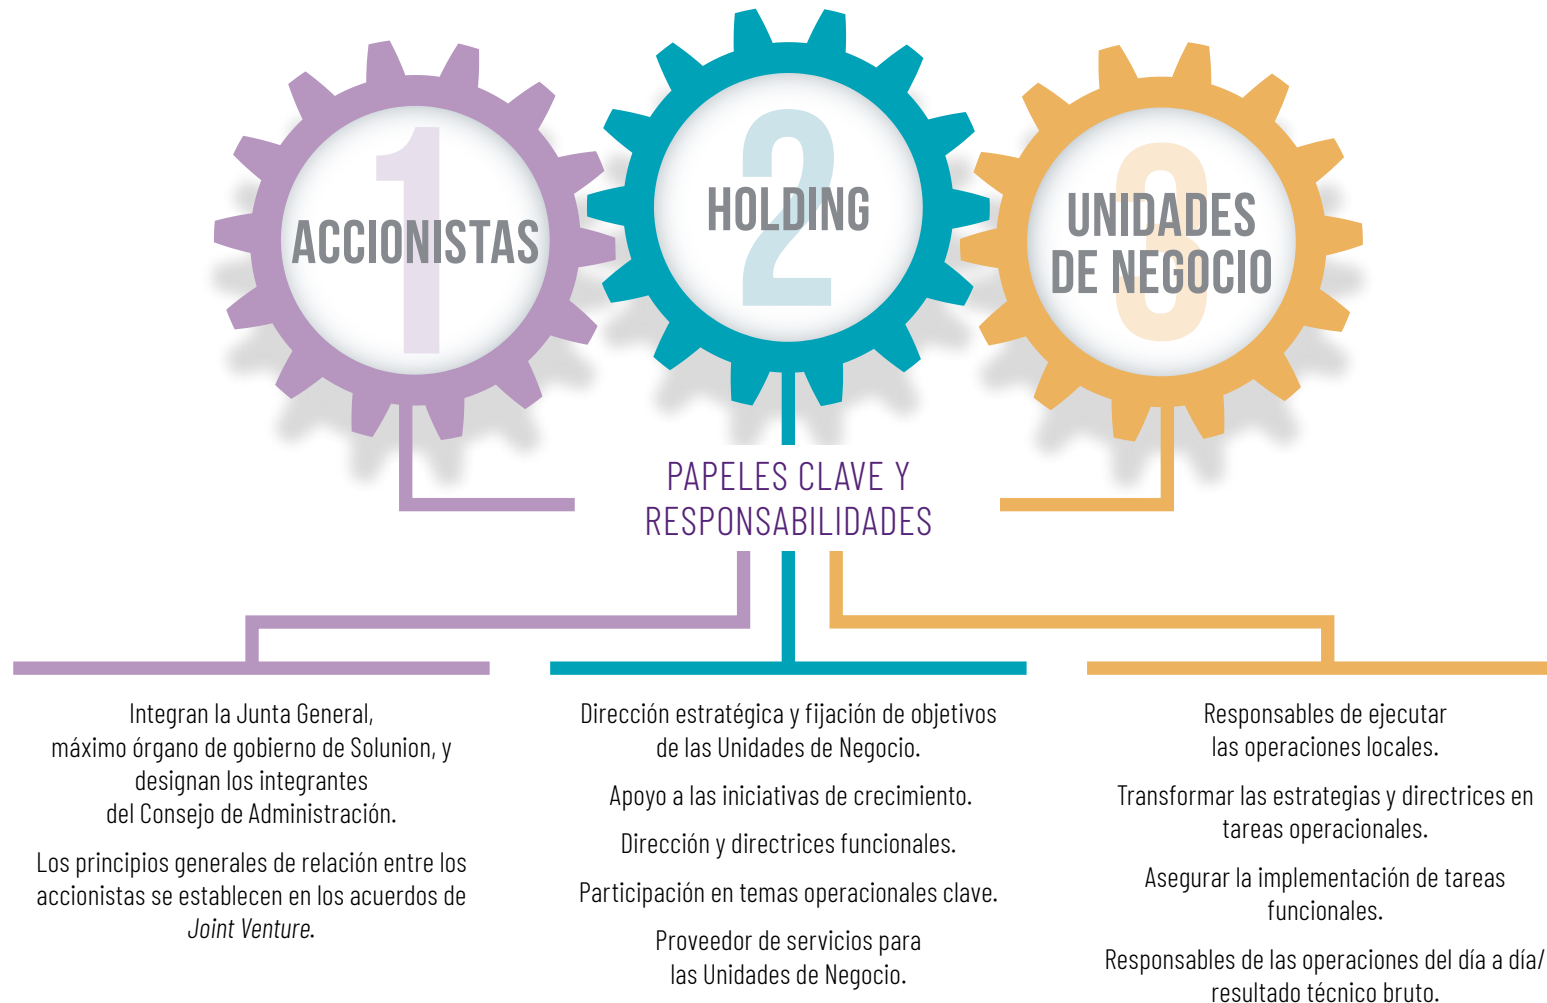 1
ACCIONISTAS
2
HOLDING
3
UNIDADES
DE NEGOCIO
PAPELES CLAVE Y
RESPONSABILIDADES
Integran la Junta General,
máximo órgano de gobierno de Solunion, y
designan los integrantes
del Consejo de Administración.
Los principios generales de relación entre los
accionistas se establecen en los acuerdos de
Joint Venture.
Dirección estratégica y fijación de objetivos
de las Unidades de Negocio.
Apoyo a las iniciativas de crecimiento.
Dirección y directrices funcionales.
Participación en temas operacionales clave.
Proveedor de servicios para
las Unidades de Negocio.
Responsables de ejecutar
las operaciones locales.
Transformar las estrategias y directrices en
tareas operacionales.
Asegurar la implementación de tareas
funcionales.
Responsables de las operaciones del día a día/
resultado técnico bruto.